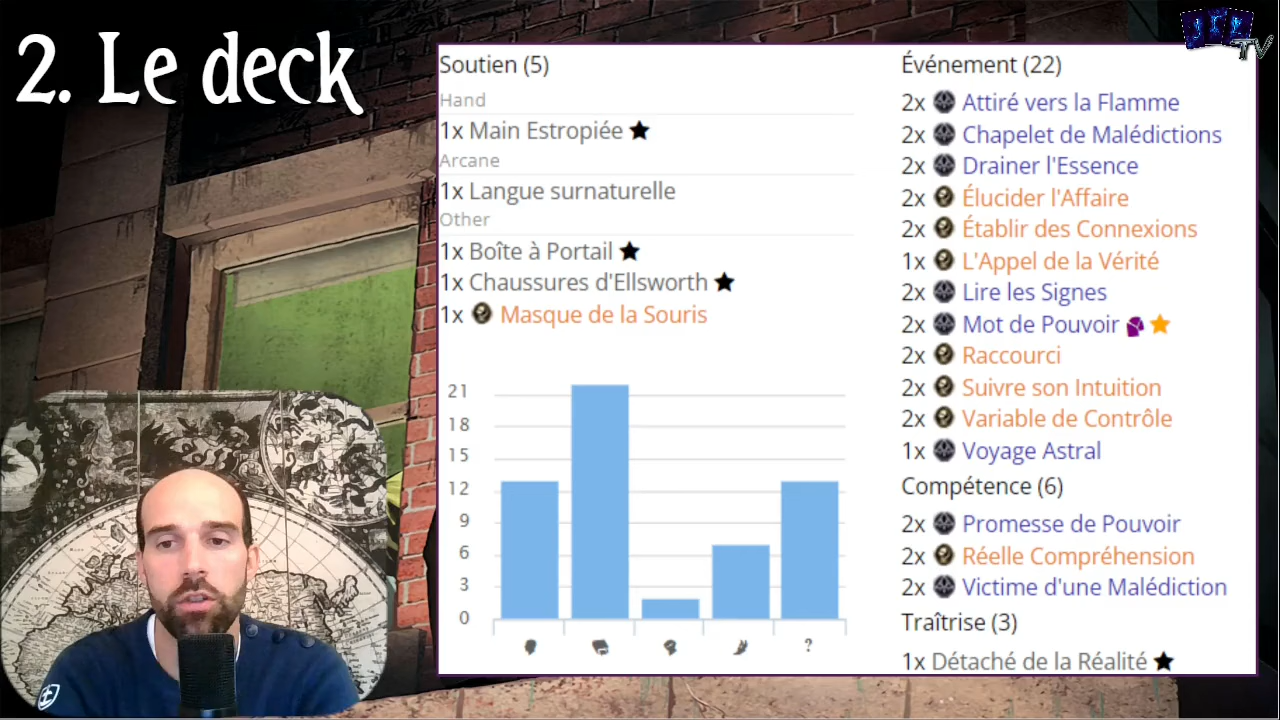 2. Le deck
Soutien (5)
Hand
1x Main Estropiée
Arcane
1x Langue surnaturelle
Other
1x Boîte à Portail
1x Chaussures d'Ellsworth
1x Masque de la Souris
21
18
15
12
9
6
3
0
?
Événement (22)
2x Attiré vers la Flamme
2x Chapelet de Malédictions
2x Drainer l'Essence
2x Élucider l'Affaire
2x Établir des Connexions
1x L'Appel de la Vérité
2x Lire les Signes
2x Mot de Pouvoir
2x Raccourci
2x Suivre son Intuition
2x Variable de Contrôle
1x Voyage Astral
Compétence (6)
2x Promesse de Pouvoir
2x Réelle Compréhension
2x Victime d'une Malédiction
Traîtrise (3)
1x Détaché de la Réalité
TV